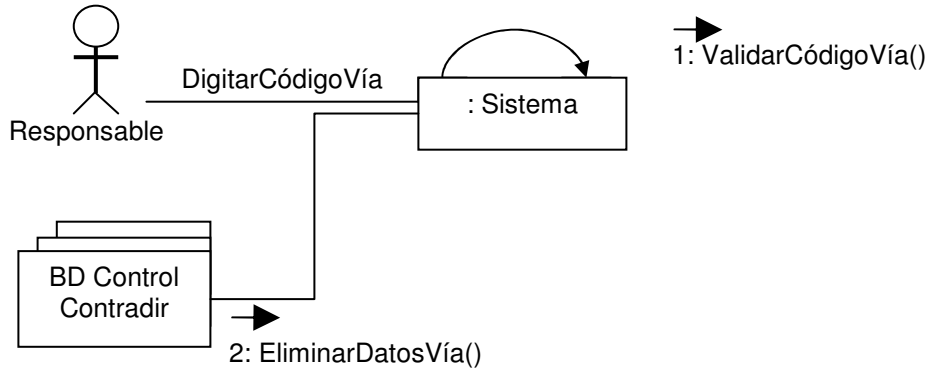 1: ValidarCódigoVía()
DigitarCódigoVía
: Sistema
Responsable
BD Control
Contradir
2: EliminarDatosVía()